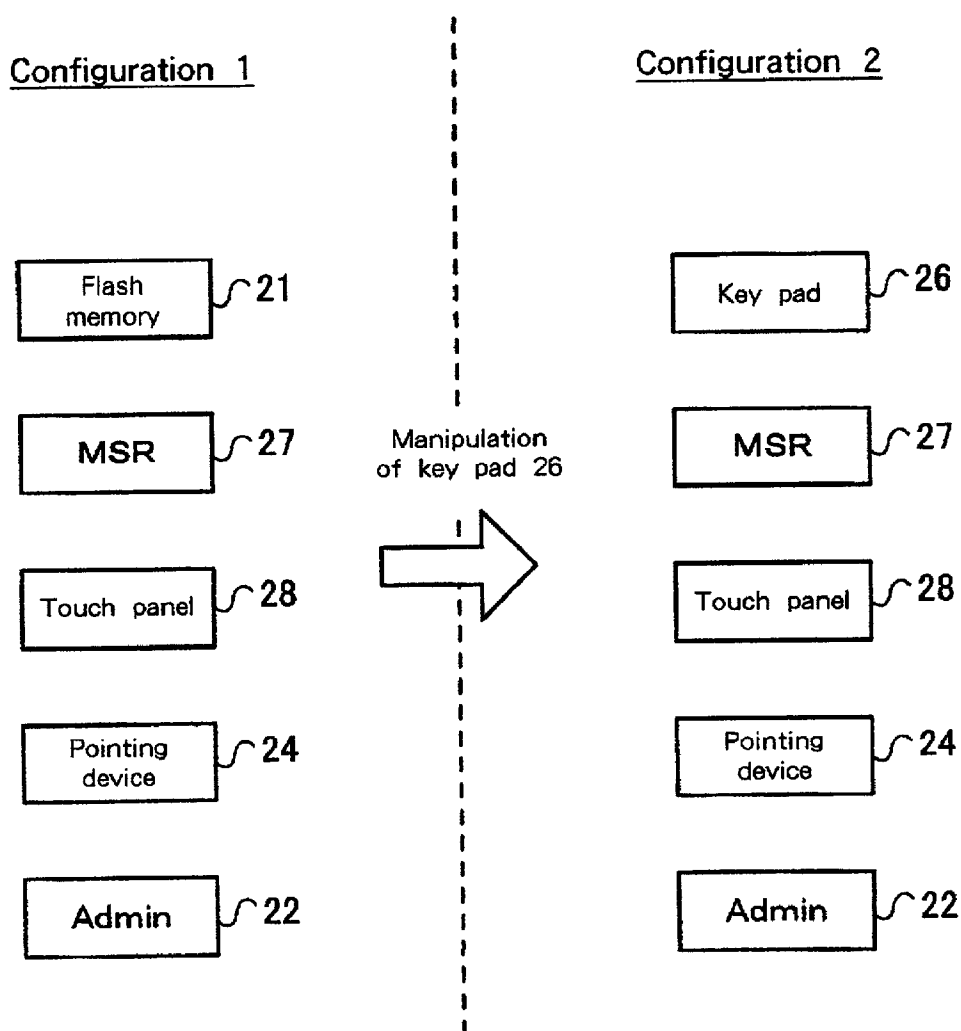 Configuration 1
Flash
memory
21
MSR
27
Touch panel
28
Pointing
device
24
Admin
22
Manipulation
of key pad 26
Configuration 2
Key pad
26
MSR
27
Touch panel
28
Pointing
device
24
Admin
22